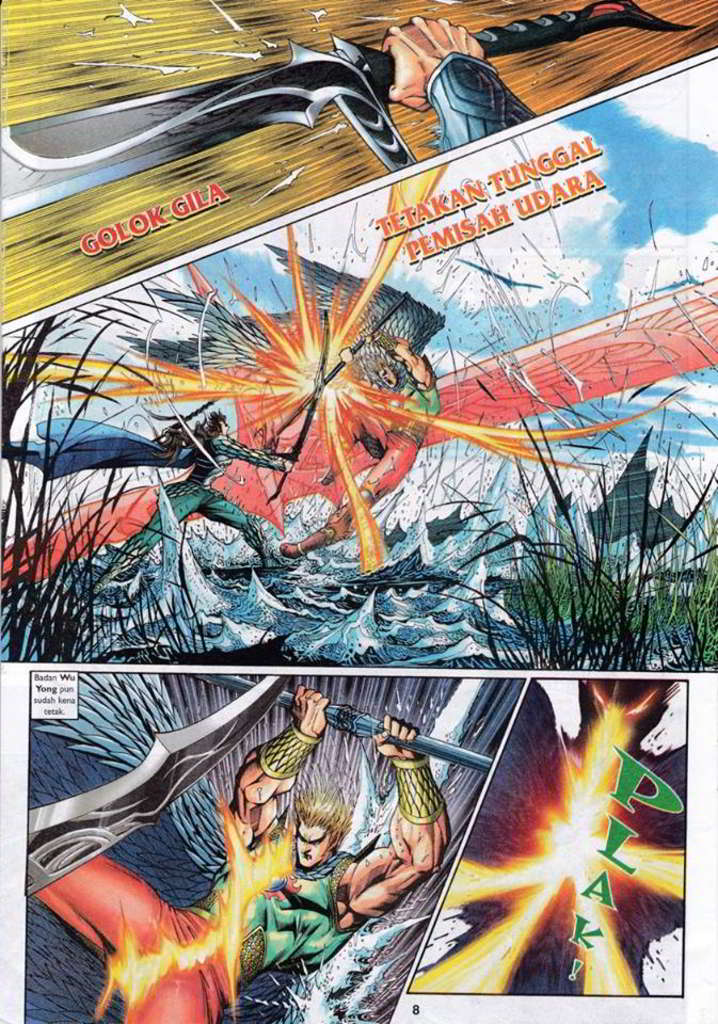 GOLOK GILA
TETAKAN TUNGGAL
PEMISAH UDARA
Badan Wu
Yong pun
sudah kena
tetak.
PLAK!
8